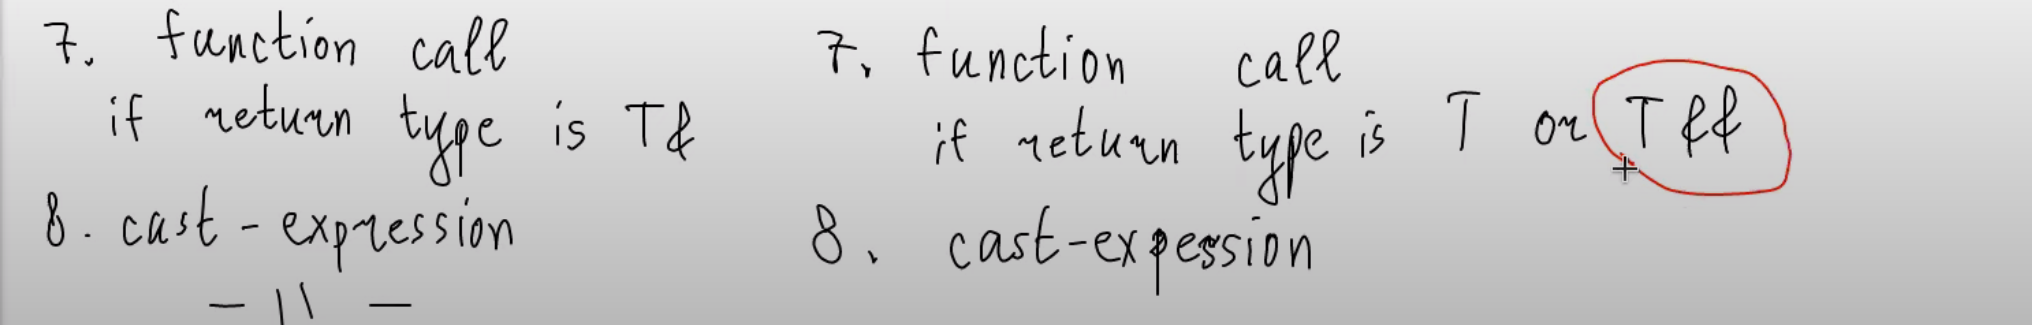 7. function call
if return type is T&
8. cast-expression
— 11 —
7. function call
if return type is T or T&&
8. cast-expession